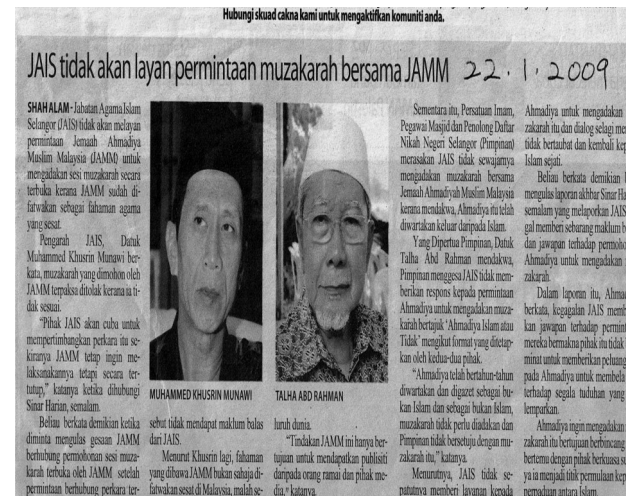 Hubungi skuad cakna kami untuk mengaktifkan komuniti anda.
JAIS tidak akan layan permintaan muzakarah bersama JAMM
22.1.2009
SHAH ALAM - Jabatan Agama Islam
Selangor (JAIS) tidak akan melayan
permintaan Jemaah Ahmadiya
Muslim Malaysia (JAMM) untuk
mengadakan sesi muzakarah secara
terbuka kerana JAMM sudah di-
fatwakan sebagai fahaman agama
yang sesat.
Pengarah JAIS, Datuk
Muhammed Khusrin Munawi ber-
kata, muzakarah yang dimohon oleh
JAMM terpaksa ditolak kerana ia ti-
dak sesuai.
"Pihak JAIS akan cuba untuk
mempertimbangkan perkara itu se-
kiranya JAMM tetap ingin me-
laksanakannya tetapi secara ter-
tutup," katanya ketika dihubungi
Sinar Harian, semalam.
Beliau berkata demikian ketika
diminta mengulas gesaan JAMM
berhubung permohonan sesi muza-
karah terbuka oleh JAMM setelah
permintaan berhubung perkara ter-
MUHAMMED KHUSRIN MUNAWI
sebut tidak mendapat maklum balas
dari JAIS.
Menurut Khusrin lagi, fahaman
yang dibawa JAMM bukan sahaja di-
fatwakan sesat di Malaysia, malah se-
TALHA ABD RAHMAN
luruh dunia.
"Tindakan JAMM ini hanya ber-
tujuan untuk mendapatkan publisiti
daripada orang ramai dan pihak me-
dia," katanya.
Sementara itu, Persatuan Imam,
Pegawai Masjid dan Penolong Daftar
Nikah Negeri Selangor (Pimpinan)
merasakan JAIS tidak sewajarnya
mengadakan muzakarah bersama
Jemaah Ahmadiyah Muslim Malaysia
kerana mendakwa, Ahmadiya itu telah
diwartakan keluar daripada Islam.
Yang Dipertua Pimpinan, Datuk
Talha Abd Rahman mendakwa,
Pimpinan menggesa JAIS tidak mem-
berikan respons kepada permintaan
Ahmadiya untuk mengadakan muza-
karah bertajuk 'Ahmadiya Islam atau
Tidak' mengikut format yang ditetap-
kan oleh kedua-dua pihak.
"Ahmadiya telah bertahun-tahun
diwartakan dan digazet sebagai bu-
kan Islam dan sebagai bukan Islam,
muzakarah tidak perlu diadakan dan
Pimpinan tidak bersetuju dengan mu-
zakarah itu," katanya.
Menurutnya, JAIS tidak se-
patutnya memberi layanan kepada
Ahmadiya untuk mengadakan
zakarah itu dan dialog selagi me
tidak bertaubat dan kembali kep
Islam sejati.
Beliau berkata demikian
mengulas laporan akhbar Sinar Har
semalam yang melaporkan JAIS
gal memberi sebarang maklum b
dan jawapan terhadap permoho
Ahmadiya untuk mengadakan
zakarah.
Dalam laporan itu, Ahmad
berkata, kegagalan JAIS memb
kan jawapan terhadap permint
mereka bermakna pihak itu tidak
minat untuk memberikan peluang
pada Ahmadiya untuk membela
terhadap segala tuduhan yang
lemparkan.
Ahmadiya ingin mengadakan
zakarah itu bertujuan berbincang
bertemu dengan pihak berkuasa su
ya ia menjadi titik permulaan kep